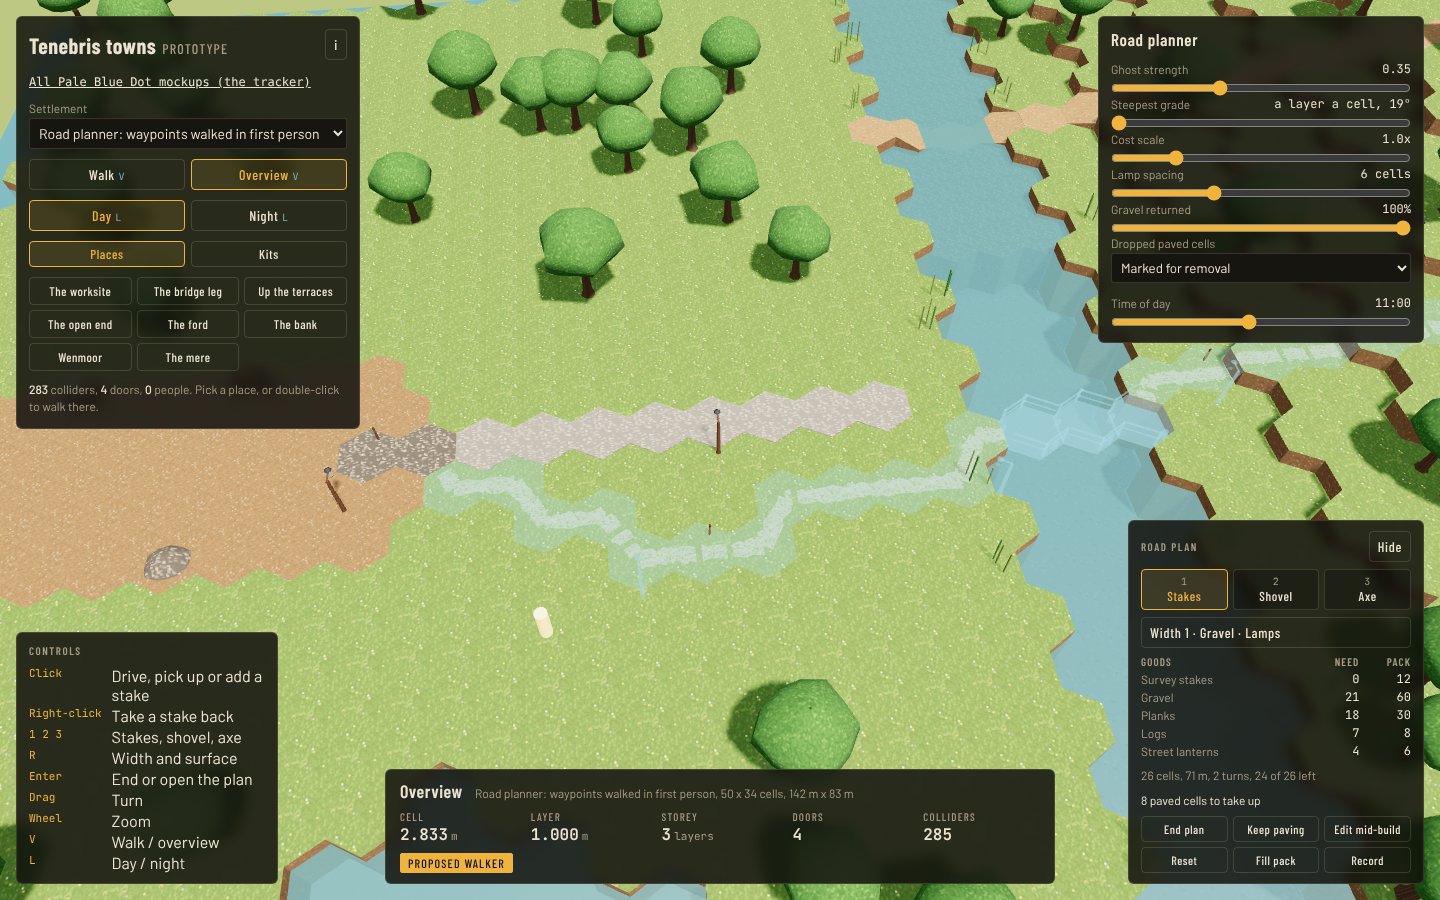 Tenebris towns PROTOTYPE
i
All Pale Blue Dot mockups (the tracker)
Settlement
Road planner: waypoints walked in first person
Walk V
Overview V
Day L
Night L
Places
Kits
The worksite
The bridge leg
Up the terraces
The open end
The ford
The bank
Wenmoor
The mere
283 colliders, 4 doors, 0 people. Pick a place, or double-click
to walk there.
Road planner
Ghost strength 0.35
Steepest grade a layer a cell, 19°
Cost scale 1.0x
Lamp spacing 6 cells
Gravel returned 100%
Dropped paved cells
Marked for removal
Time of day 11:00
CONTROLS
Click Drive, pick up or add a
stake
Right-click Take a stake back
1 2 3 Stakes, shovel, axe
R Width and surface
Enter End or open the plan
Drag Turn
Wheel Zoom
V Walk / overview
L Day / night
Overview Road planner: waypoints walked in first person, 50 x 34 cells, 142 m x 83 m
CELL LAYER STOREY DOORS COLLIDERS
2.833 m 1.000 m 3 layers 4 285
PROPOSED WALKER
ROAD PLAN
Hide
1 2 3
Stakes Shovel Axe
Width 1 · Gravel · Lamps
GOODS NEED PACK
Survey stakes 0 12
Gravel 21 60
Planks 18 30
Logs 7 8
Street lanterns 4 6
26 cells, 71 m, 2 turns, 24 of 26 left
8 paved cells to take up
End plan
Keep paving
Edit mid-build
Reset
Fill pack
Record